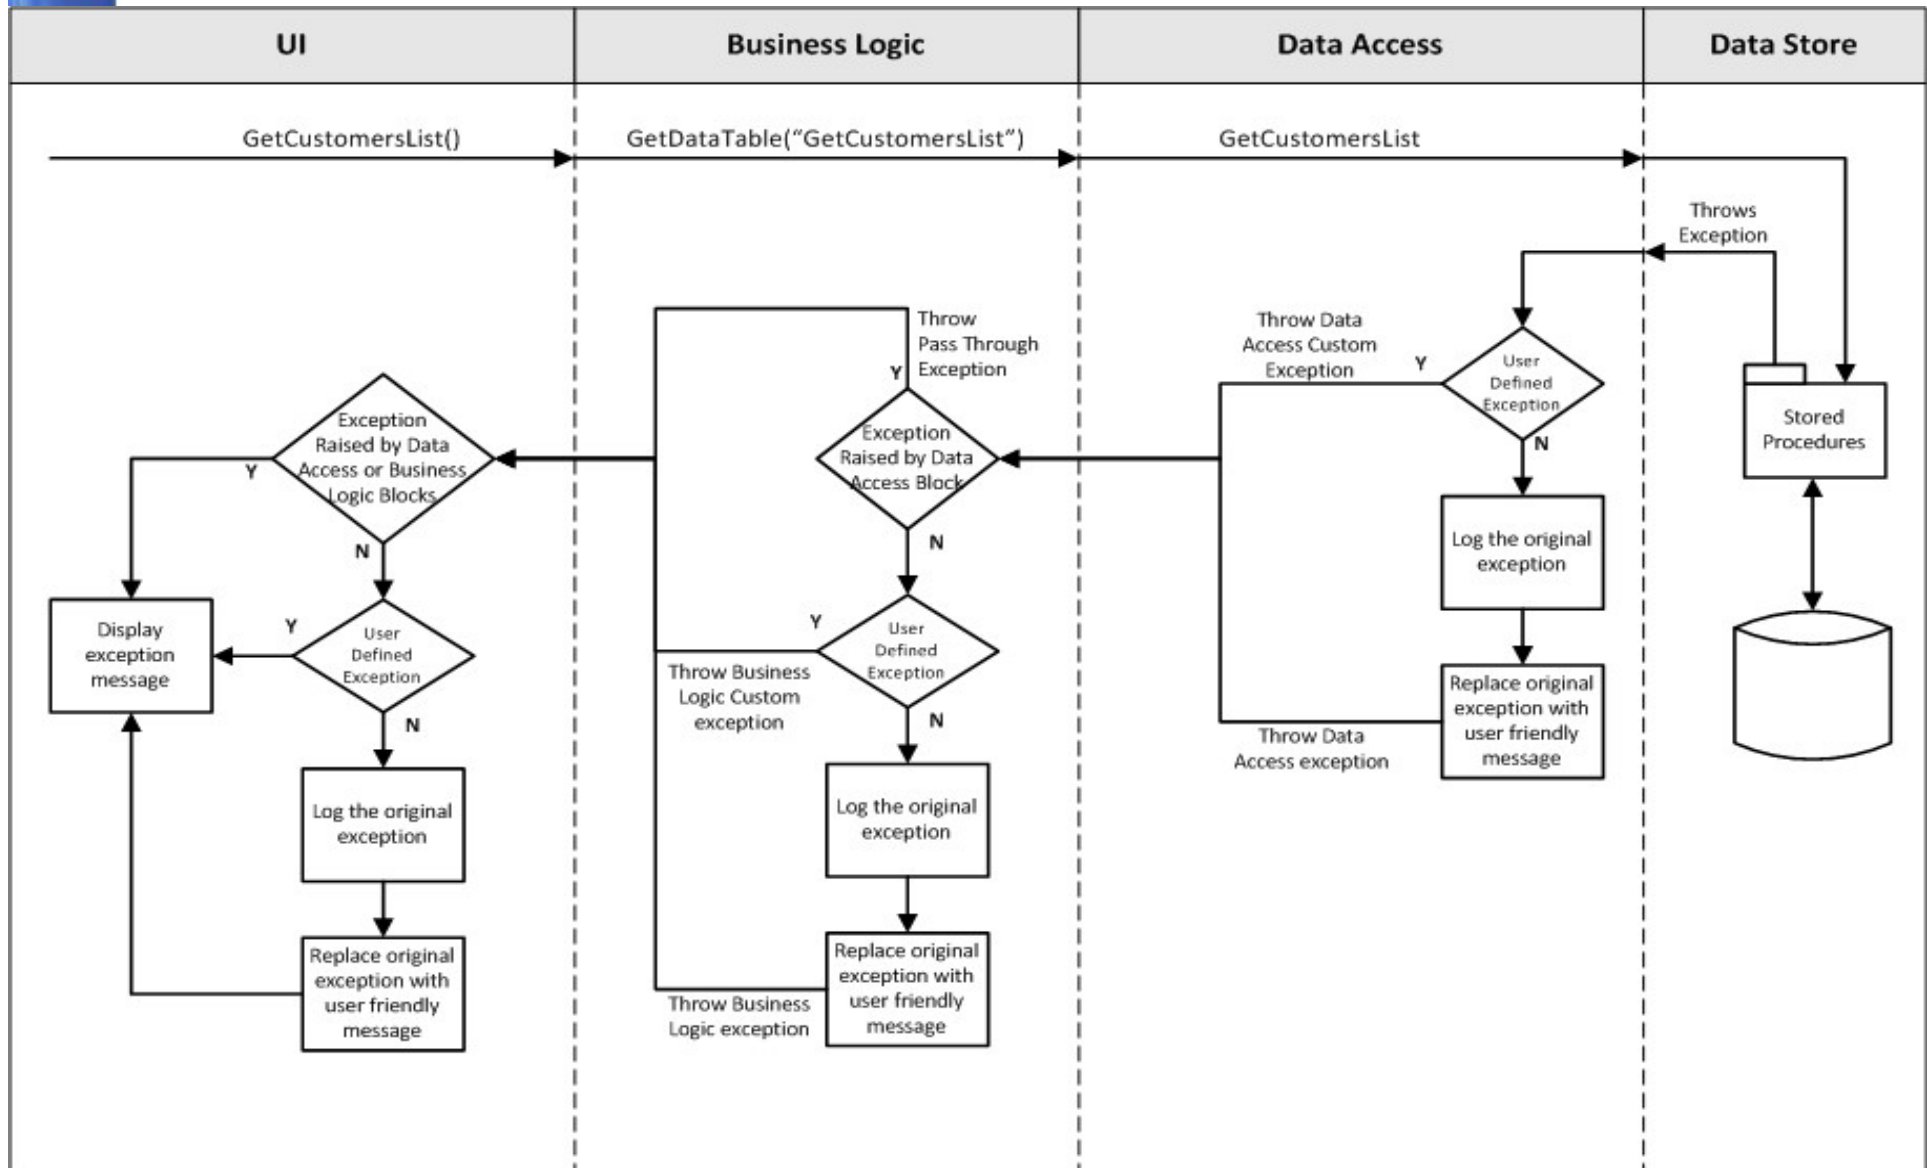 UI
Business Logic
Data Access
Data Store
GetCustomersList()
GetDataTable(“GetCustomersList”)
GetCustomersList
Throws
Exception
Throw
Pass Through
Exception
Y
Throw Data
Access Custom
Exception
Y
User
Defined
Exception
N
Stored
Procedures
Exception
Raised by Data
Access or Business
Logic Blocks
Y
N
Exception
Raised by Data
Access Block
N
Log the original
exception
Display
exception
message
Y
User
Defined
Exception
N
Y
User
Defined
Exception
N
Throw Business
Logic Custom
exception
Replace original
exception with
user friendly
message
Throw Data
Access exception
Log the original
exception
Log the original
exception
Replace original
exception with
user friendly
message
Throw Business
Logic exception
Replace original
exception with
user friendly
message